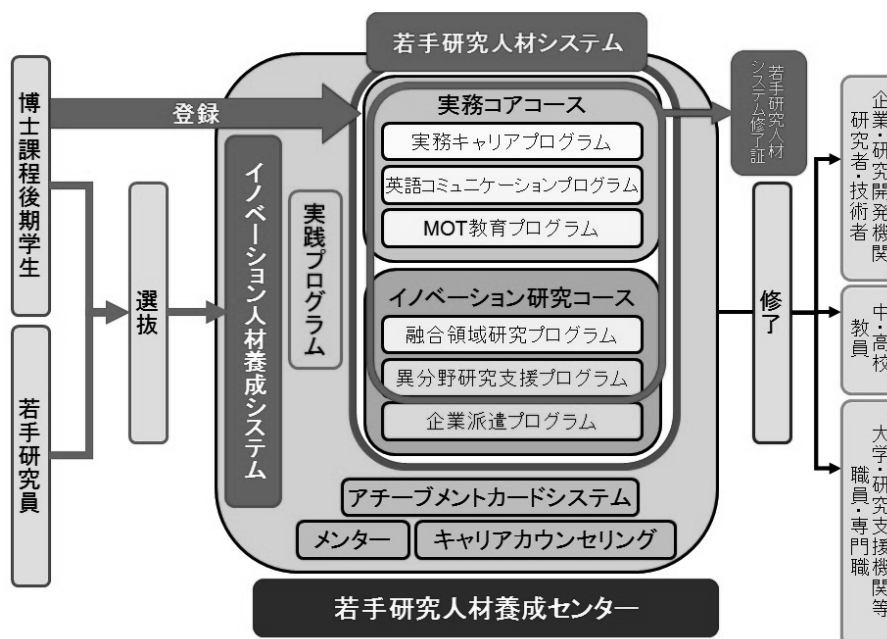 若手研究人材システム
博士課程後期学生
若手研究員
登録
選抜
イノベーション人材養成システム
実践プログラム
実務コアコース
実務キャリアプログラム
英語コミュニケーションプログラム
MOT教育プログラム
イノベーション研究コース
融合領域研究プログラム
異分野研究支援プログラム
企業派遣プログラム
アチーブメントカードシステム
メンター
キャリアカウンセリング
若手研究人材養成センター
若手研究人材
システム修了証
修了
企業・研究開発機関
研究者・技術者
中・高校
教員
大学・研究支援機関等
職員・専門職